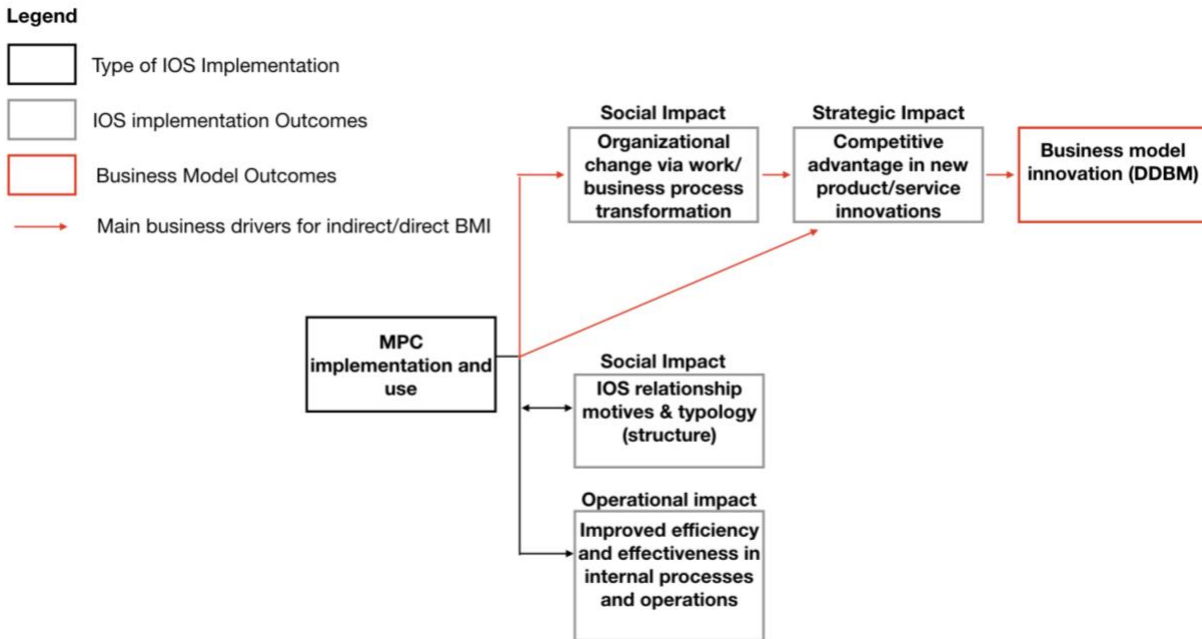 Legend
Type of IOS Implementation
IOS implementation Outcomes
Business Model Outcomes
Main business drivers for indirect/direct BMI
Social Impact
Organizational
change via work/
business process
transformation
Strategic Impact
Competitive
advantage in new
product/service
innovations
Business model
innovation (DDBM)
MPC
implementation and
use
Social Impact
IOS relationship
motives & typology
(structure)
Operational impact
Improved efficiency
and effectiveness in
internal processes
and operations